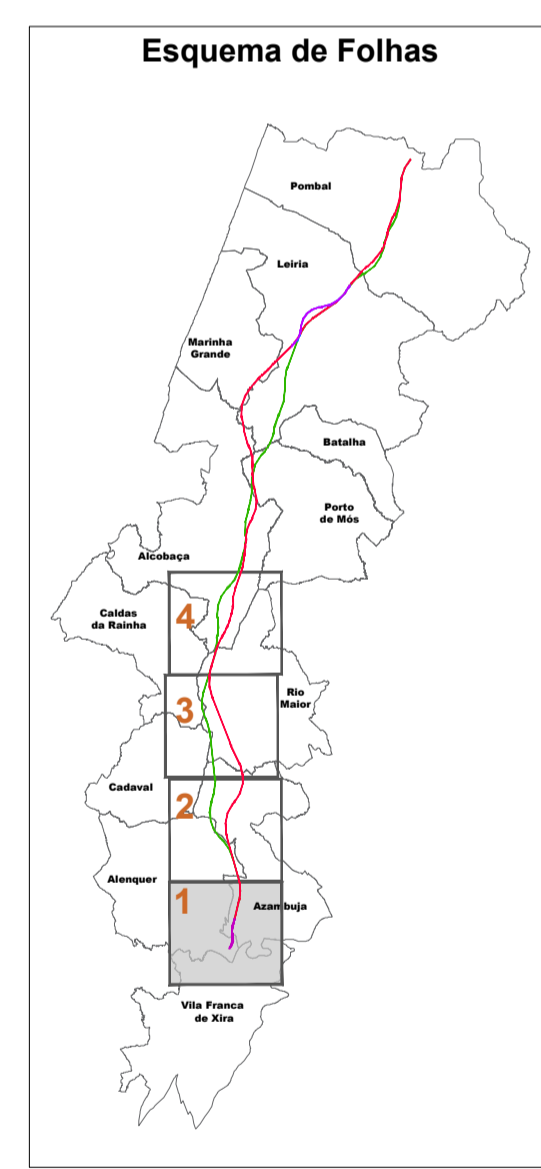 Esquema de Folhas
Pombal
Leiria
Marinha
Grande
Batalha
Porto
de Mós
Alcobaça
Caldas
da Rainha
4
3
Rio
Maior
Cadaval
2
Alenquer
1
Azambuja
Vila Franca
de Xira